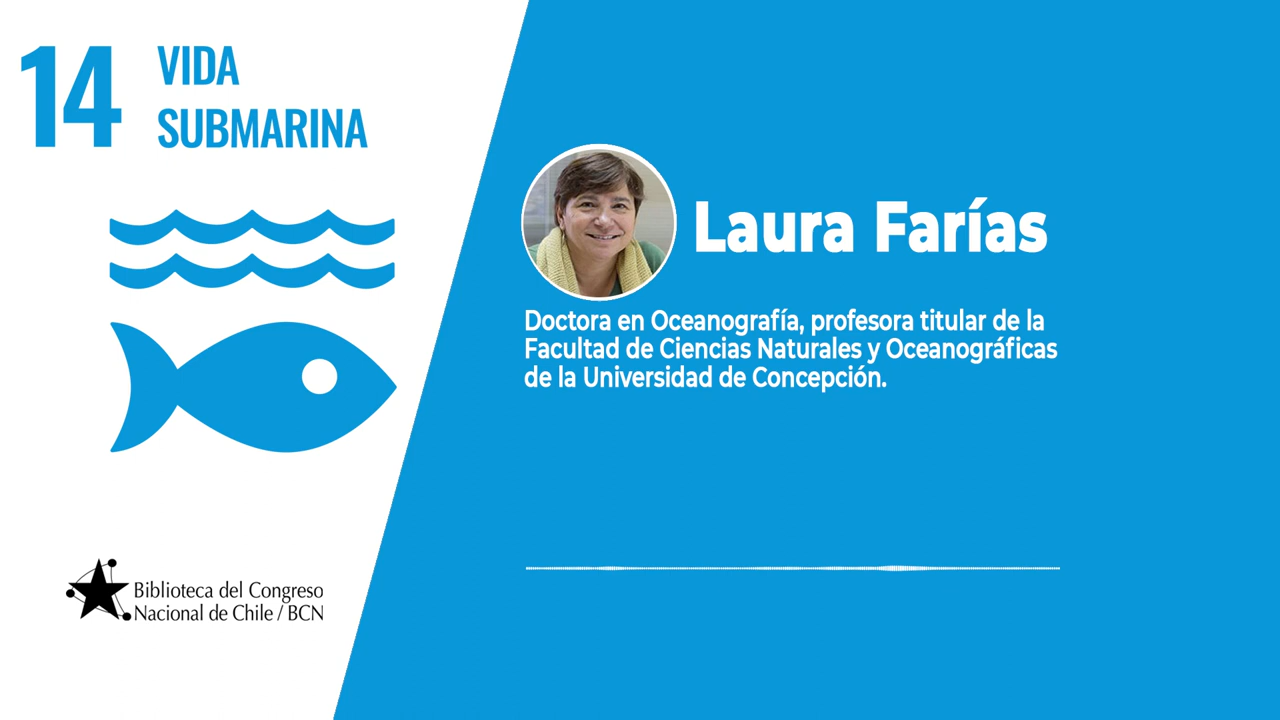 14
VIDA
SUBMARINA
Laura Farías
Doctora en Oceanografía, profesora titular de la
Facultad de Ciencias Naturales y Oceanográficas
de la Universidad de Concepción.
Biblioteca del Congreso
Nacional de Chile / BCN